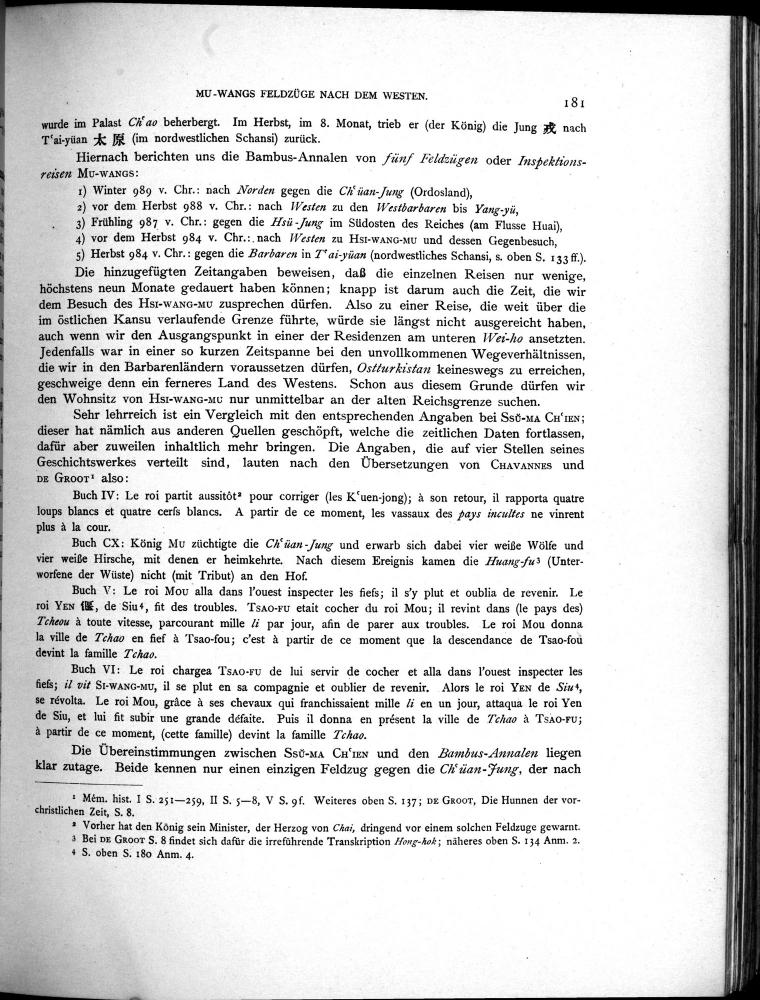 MU-WANGS FELDZÜGE NACH DEM WESTEN.
181
wurde im Palast Chʻao beherbergt. Im Herbst, im 8. Monat, trieb er (der König) die Jung 戎 nach
Tʻai-yüan 太 原 (im nordwestlichen Schansi) zurück.
Hiernach berichten uns die Bambus-Annalen von fünf Feldzügen oder Inspektions-
reisen MU-WANGS:
1) Winter 989 v. Chr.: nach Norden gegen die Chʻüan-Jung (Ordosland),
2) vor dem Herbst 988 v. Chr.: nach Westen zu den Westbarbaren bis Yang-yü,
3) Frühling 987 v. Chr.: gegen die Hsü-Jung im Südosten des Reiches (am Flusse Huai),
4) vor dem Herbst 984 v. Chr.: nach Westen zu HSI-WANG-MU und dessen Gegenbesuch,
5) Herbst 984 v. Chr.: gegen die Barbaren in Tʻai-yüan (nordwestliches Schansi, s. oben S. 133 ff.).
Die hinzugefügten Zeitangaben beweisen, daß die einzelnen Reisen nur wenige,
höchstens neun Monate gedauert haben können; knapp ist darum auch die Zeit, die wir
dem Besuch des HSI-WANG-MU zusprechen dürfen. Also zu einer Reise, die weit über die
im östlichen Kansu verlaufende Grenze führte, würde sie längst nicht ausgereicht haben,
auch wenn wir den Ausgangspunkt in einer der Residenzen am unteren Wei-ho ansetzten.
Jedenfalls war in einer so kurzen Zeitspanne bei den unvollkommenen Wegeverhältnissen,
die wir in den Barbarenländern voraussetzen dürfen, Ostturkistan keineswegs zu erreichen,
geschweige denn ein ferneres Land des Westens. Schon aus diesem Grunde dürfen wir
den Wohnsitz von HSI-WANG-MU nur unmittelbar an der alten Reichsgrenze suchen.
Sehr lehrreich ist ein Vergleich mit den entsprechenden Angaben bei SSŬ-MA CHʻIEN;
dieser hat nämlich aus anderen Quellen geschöpft, welche die zeitlichen Daten fortlassen,
dafür aber zuweilen inhaltlich mehr bringen. Die Angaben, die auf vier Stellen seines
Geschichtswerkes verteilt sind, lauten nach den Übersetzungen von CHAVANNES und
DE GROOT¹ also:
Buch IV: Le roi partit aussitôt² pour corriger (les Kʻuen-jong); à son retour, il rapporta quatre
loups blancs et quatre cerfs blancs. A partir de ce moment, les vassaux des pays incultes ne vinrent
plus à la cour.
Buch CX: König MU züchtigte die Chʻüan-Jung und erwarb sich dabei vier weiße Wölfe und
vier weiße Hirsche, mit denen er heimkehrte. Nach diesem Ereignis kamen die Huang-fu³ (Unter-
worfene der Wüste) nicht (mit Tribut) an den Hof.
Buch V: Le roi MOU alla dans l'ouest inspecter les fiefs; il s'y plut et oublia de revenir. Le
roi YEN 偃, de Siu⁴, fit des troubles. TSAO-FU etait cocher du roi Mou; il revint dans (le pays des)
Tcheou à toute vitesse, parcourant mille li par jour, afin de parer aux troubles. Le roi Mou donna
la ville de Tchao en fief à Tsao-fou; c'est à partir de ce moment que la descendance de Tsao-fou
devint la famille Tchao.
Buch VI: Le roi chargea TSAO-FU de lui servir de cocher et alla dans l'ouest inspecter les
fiefs; il vit SI-WANG-MU, il se plut en sa compagnie et oublier de revenir. Alors le roi YEN de Siu⁴,
se révolta. Le roi Mou, grâce à ses chevaux qui franchissaient mille li en un jour, attaqua le roi Yen
de Siu, et lui fit subir une grande défaite. Puis il donna en présent la ville de Tchao à TSAO-FU;
à partir de ce moment, (cette famille) devint la famille Tchao.
Die Übereinstimmungen zwischen SSŬ-MA CHʻIEN und den Bambus-Annalen liegen
klar zutage. Beide kennen nur einen einzigen Feldzug gegen die Chʻüan-Jung, der nach
¹ Mém. hist. I S. 251—259, II S. 5—8, V S. 9f. Weiteres oben S. 137; DE GROOT, Die Hunnen der vor-
christlichen Zeit, S. 8.
² Vorher hat den König sein Minister, der Herzog von Chai, dringend vor einem solchen Feldzuge gewarnt.
³ Bei DE GROOT S. 8 findet sich dafür die irreführende Transkription Hong-hok; näheres oben S. 134 Anm. 2.
⁴ S. oben S. 180 Anm. 4.